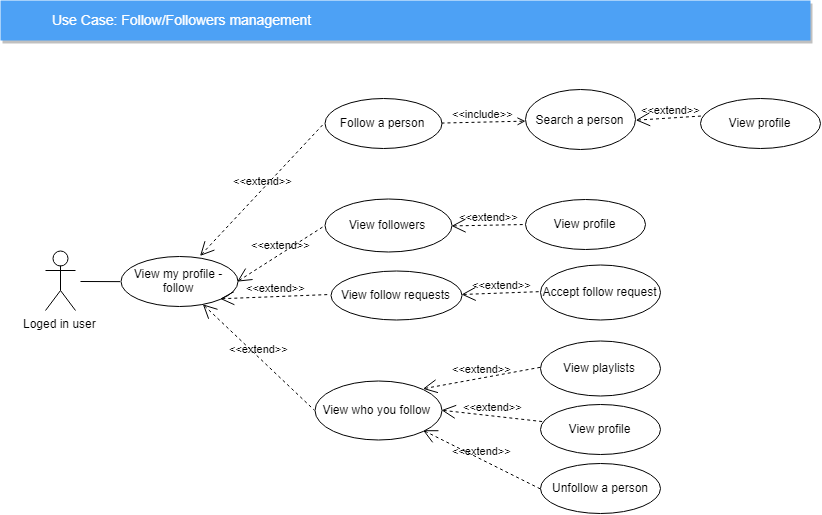 Use Case: Follow/Followers management
Follow a person
<<include>>
Search a person
<<extend>>
View profile
<<extend>>
View followers
<<extend>>
View profile
<<extend>>
View my profile -
follow
<<extend>>
View follow requests
<<extend>>
Accept follow request
Loged in user
<<extend>>
View who you follow
<<extend>>
View playlists
<<extend>>
View profile
<<extend>>
Unfollow a person